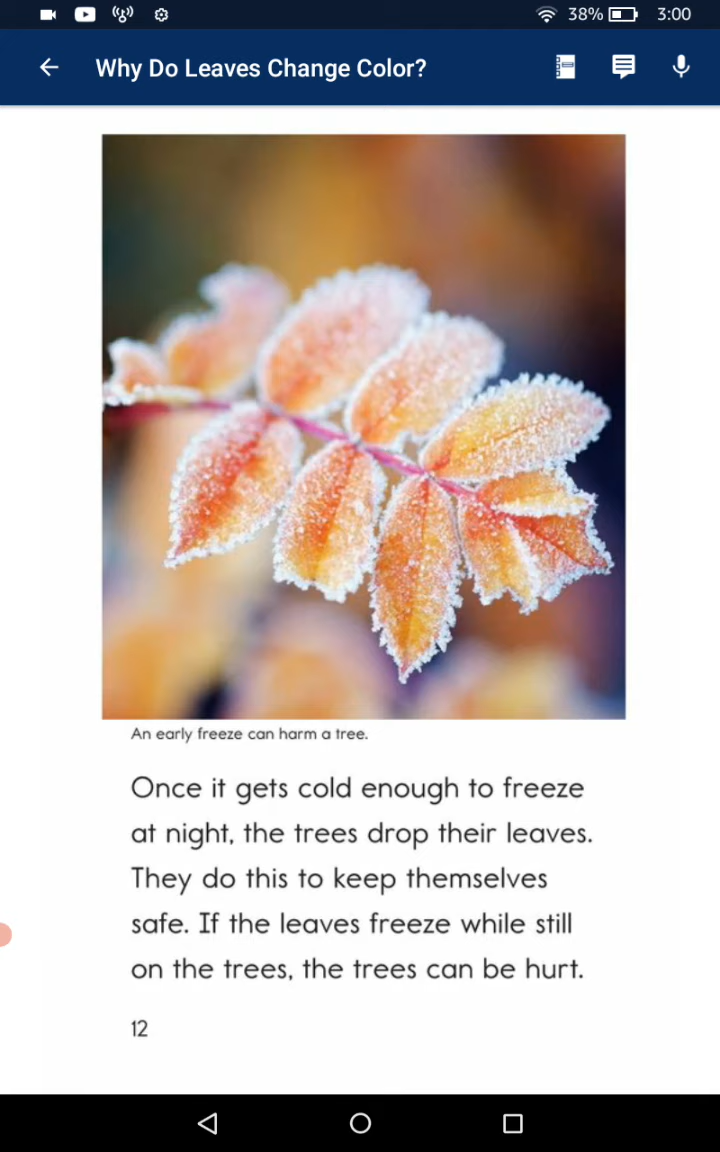 38% 3:00
Why Do Leaves Change Color?
An early freeze can harm a tree.
Once it gets cold enough to freeze
at night, the trees drop their leaves.
They do this to keep themselves
safe. If the leaves freeze while still
on the trees, the trees can be hurt.
12